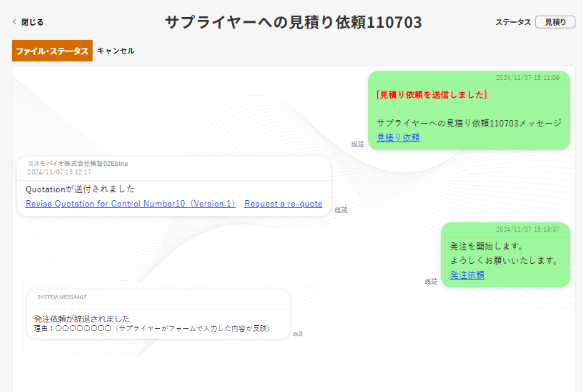 閉じる
サプライヤーへの見積り依頼110703
ステータス 見積り
ファイル・ステータス キャンセル
2024/11/07 15:11:09
[見積り依頼を送信しました]
サプライヤーへの見積り依頼110703メッセージ
見積り依頼
既読
コスモバイオ株式会社検証02Ebina
2024/11/07 15:12:17
Quotationが送付されました
Revise Quotation for Control Number10（Version.1） Request a re-quote
既読
2024/11/07 15:13:37
発注を開始します。
よろしくお願いいたします。
発注依頼
既読
SYSTEM MESSAAGE
発注依頼が辞退されました
理由：〇〇〇〇〇〇〇〇（サプライヤーがフォームで入力した内容が反映）
既読